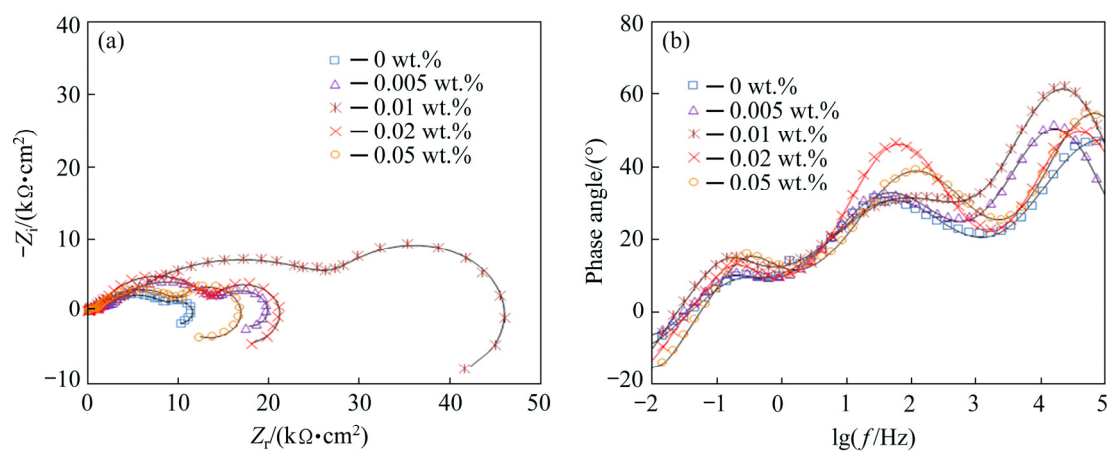 (a)
40
30
20
10
0
−10
−Zi/(kΩ•cm2)
— 0 wt.%
— 0.005 wt.%
— 0.01 wt.%
— 0.02 wt.%
— 0.05 wt.%
0 10 20 30 40 50
Zr/(kΩ•cm2)
(b)
80
60
40
20
0
−20
Phase angle/(°)
— 0 wt.%
— 0.005 wt.%
— 0.01 wt.%
— 0.02 wt.%
— 0.05 wt.%
−2 −1 0 1 2 3 4 5
lg(f/Hz)